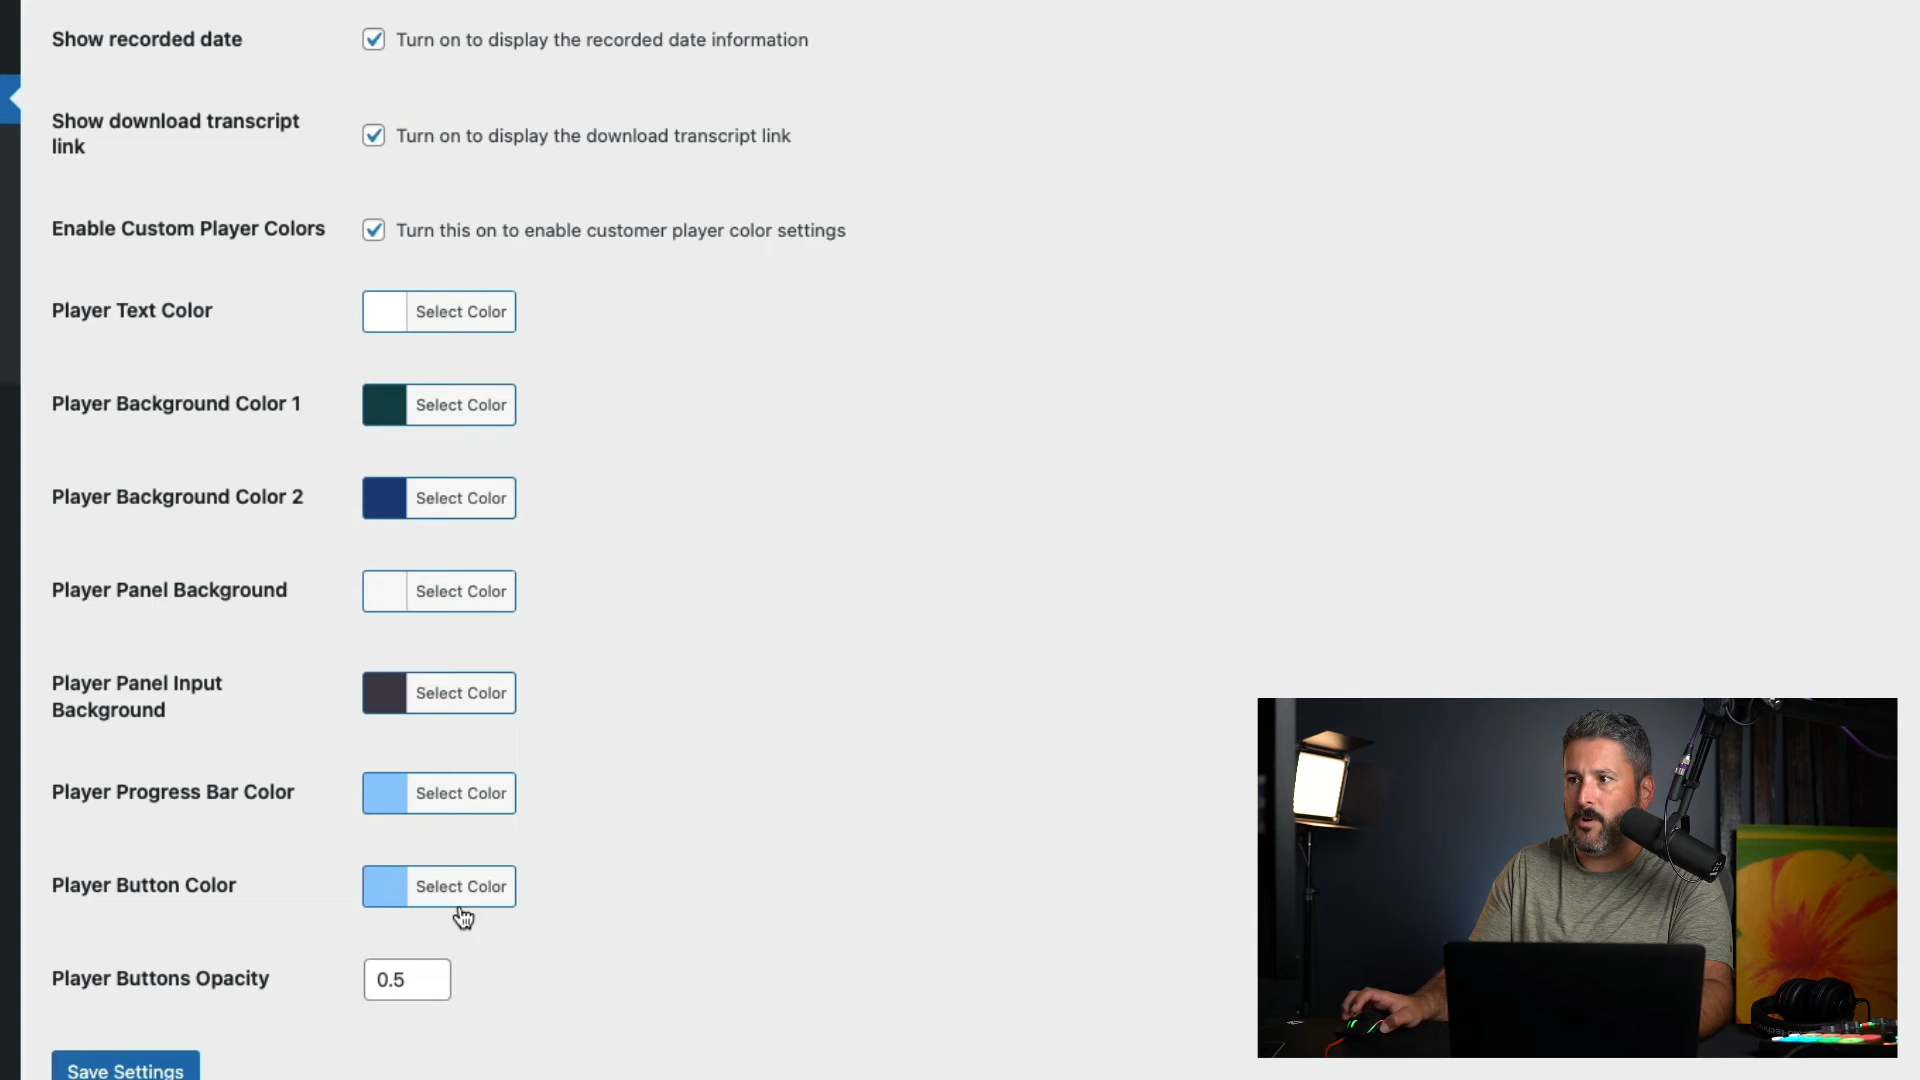 Show recorded date
Turn on to display the recorded date information
Show download transcript
link
Turn on to display the download transcript link
Enable Custom Player Colors
Turn this on to enable customer player color settings
Player Text Color
Select Color
Player Background Color 1
Select Color
Player Background Color 2
Select Color
Player Panel Background
Select Color
Player Panel Input
Background
Select Color
Player Progress Bar Color
Select Color
Player Button Color
Select Color
Player Buttons Opacity
0.5
Save Settings